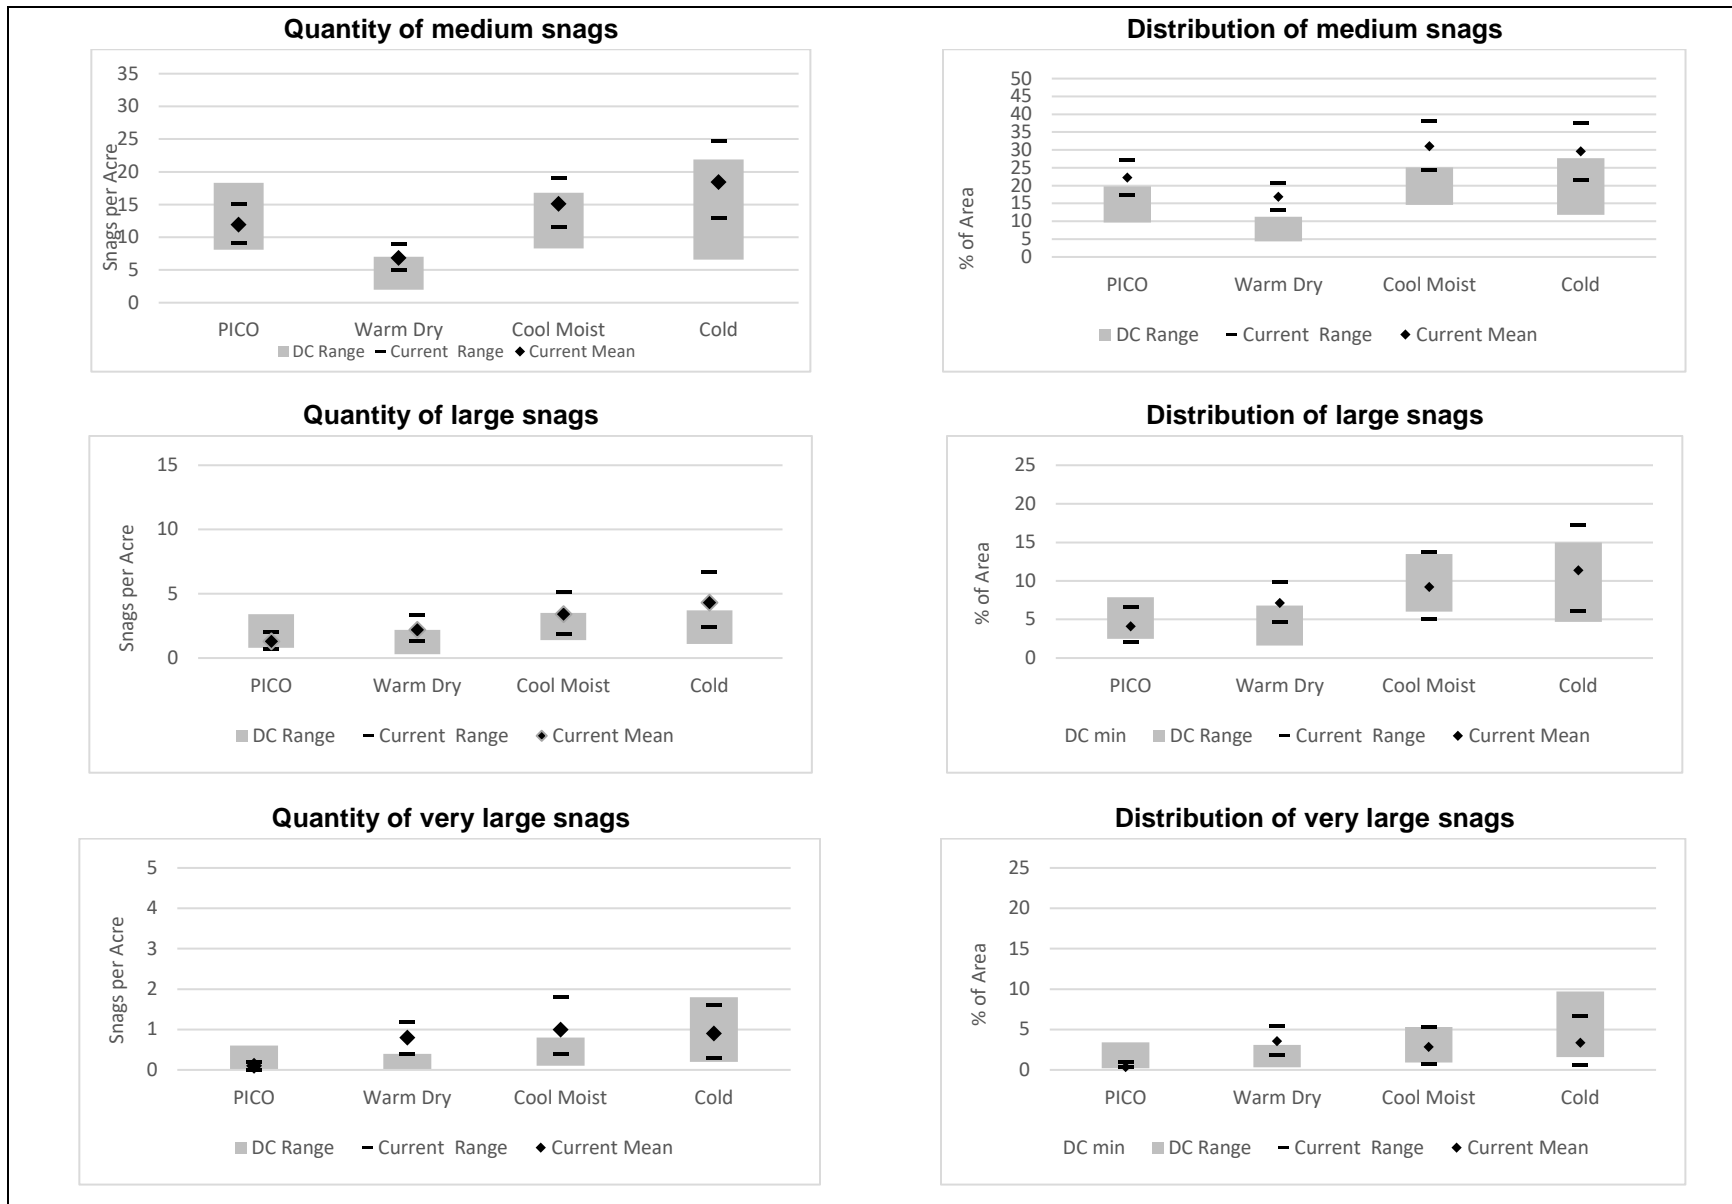 Quantity of medium snags
35
30
25
20
15
10
5
0
Snags per Acre
PICO Warm Dry Cool Moist Cold
DC Range Current Range Current Mean
Distribution of medium snags
50
45
40
35
30
25
20
15
10
5
0
% of Area
PICO Warm Dry Cool Moist Cold
DC Range Current Range Current Mean
Quantity of large snags
15
10
5
0
Snags per Acre
PICO Warm Dry Cool Moist Cold
DC Range Current Range Current Mean
Distribution of large snags
25
20
15
10
5
0
% of Area
PICO Warm Dry Cool Moist Cold
DC min DC Range Current Range Current Mean
Quantity of very large snags
5
4
3
2
1
0
Snags per Acre
PICO Warm Dry Cool Moist Cold
DC Range Current Range Current Mean
Distribution of very large snags
25
20
15
10
5
0
% of Area
PICO Warm Dry Cool Moist Cold
DC min DC Range Current Range Current Mean